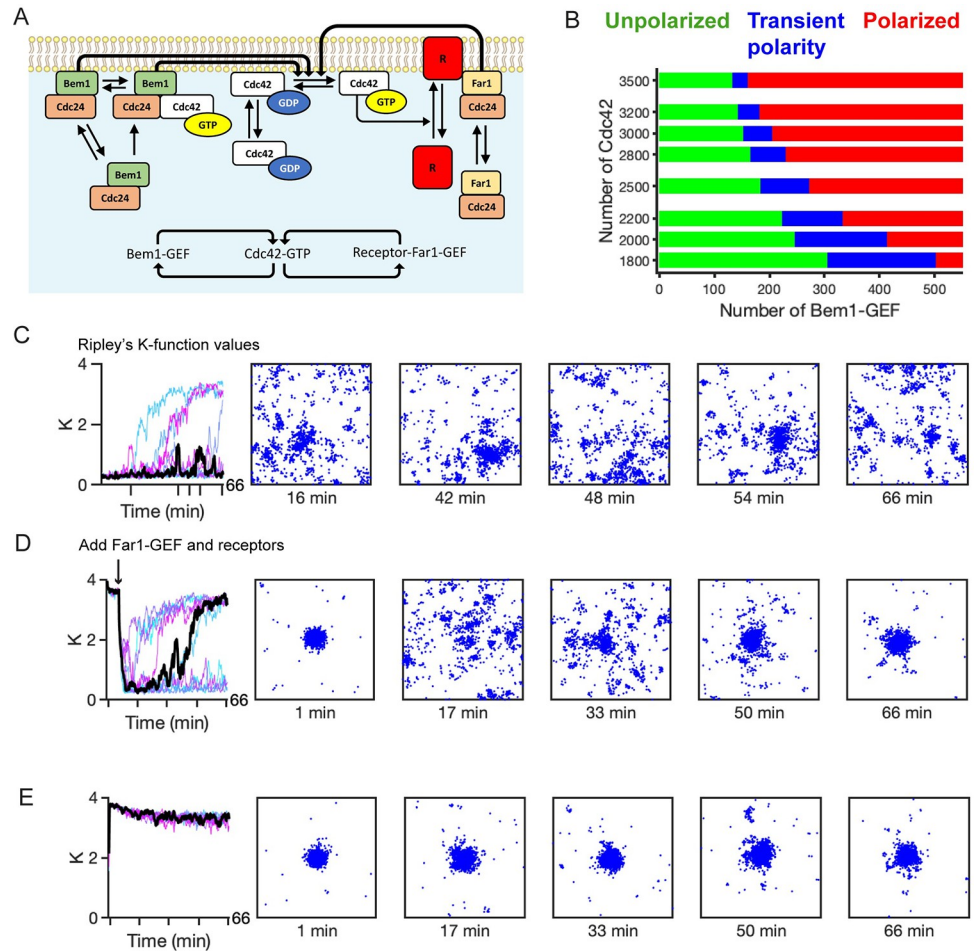 A
Bem1
Cdc24
Bem1
Cdc24
Cdc42
GTP
Bem1
Cdc24
Cdc42
GDP
Cdc42
GDP
Cdc42
GTP
R
R
Far1
Cdc24
Far1
Cdc24
Bem1-GEF
Cdc42-GTP
Receptor-Far1-GEF
B
Unpolarized Transient polarity Polarized
Number of Cdc42
3500
3200
3000
2800
2500
2200
2000
1800
0 100 200 300 400 500
Number of Bem1-GEF
C
Ripley's K-function values
K
4
2
0
66
Time (min)
16 min 42 min 48 min 54 min 66 min
D
Add Far1-GEF and receptors
K
4
2
0
66
Time (min)
1 min 17 min 33 min 50 min 66 min
E
K
4
2
0
66
Time (min)
1 min 17 min 33 min 50 min 66 min